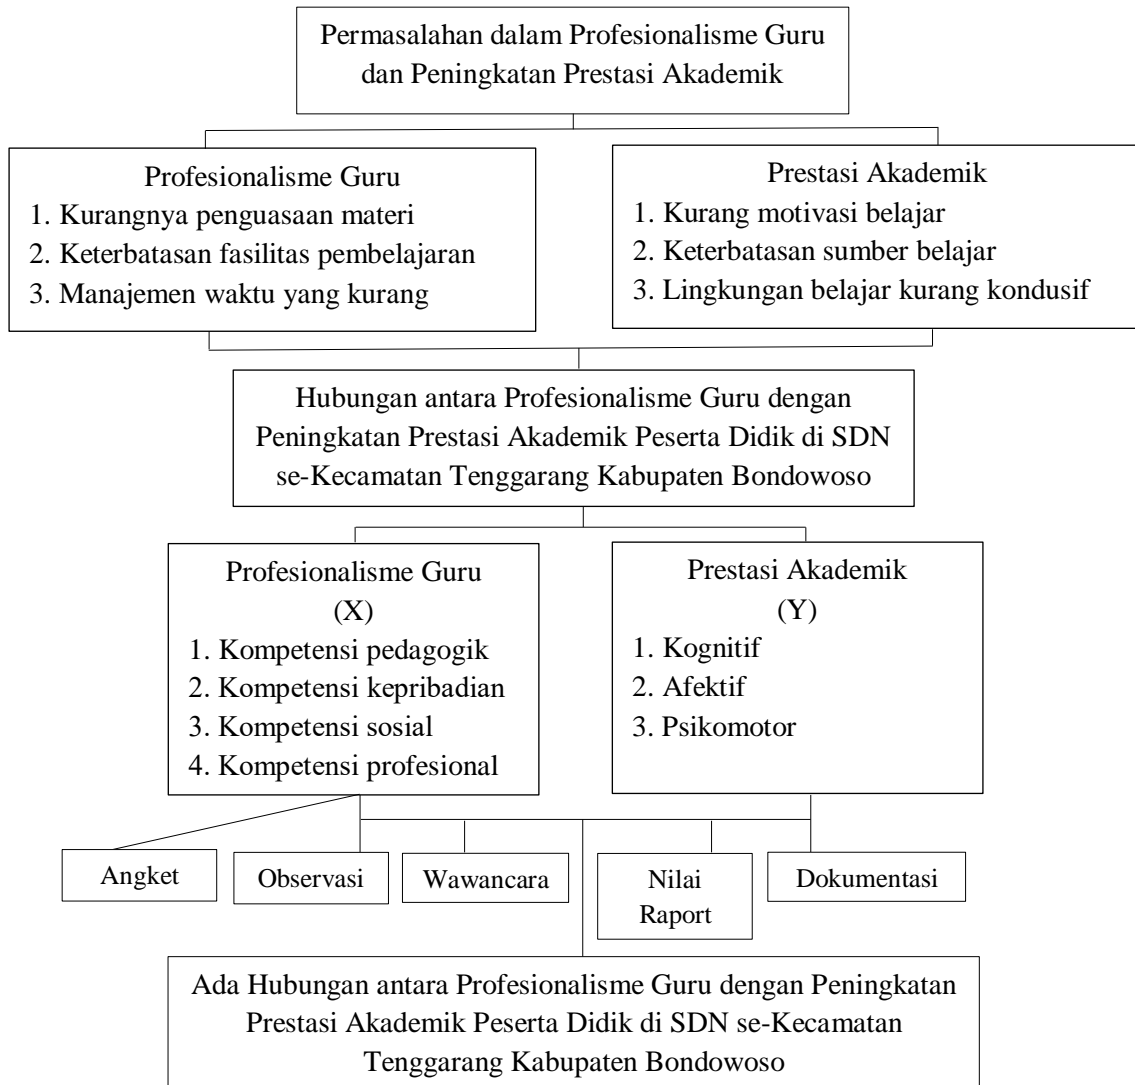 Permasalahan dalam Profesionalisme Guru
dan Peningkatan Prestasi Akademik
Profesionalisme Guru
1. Kurangnya penguasaan materi
2. Keterbatasan fasilitas pembelajaran
3. Manajemen waktu yang kurang
Prestasi Akademik
1. Kurang motivasi belajar
2. Keterbatasan sumber belajar
3. Lingkungan belajar kurang kondusif
Hubungan antara Profesionalisme Guru dengan
Peningkatan Prestasi Akademik Peserta Didik di SDN
se-Kecamatan Tenggarang Kabupaten Bondowoso
Profesionalisme Guru
(X)
1. Kompetensi pedagogik
2. Kompetensi kepribadian
3. Kompetensi sosial
4. Kompetensi profesional
Prestasi Akademik
(Y)
1. Kognitif
2. Afektif
3. Psikomotor
Angket
Observasi
Wawancara
Nilai
Raport
Dokumentasi
Ada Hubungan antara Profesionalisme Guru dengan Peningkatan
Prestasi Akademik Peserta Didik di SDN se-Kecamatan
Tenggarang Kabupaten Bondowoso